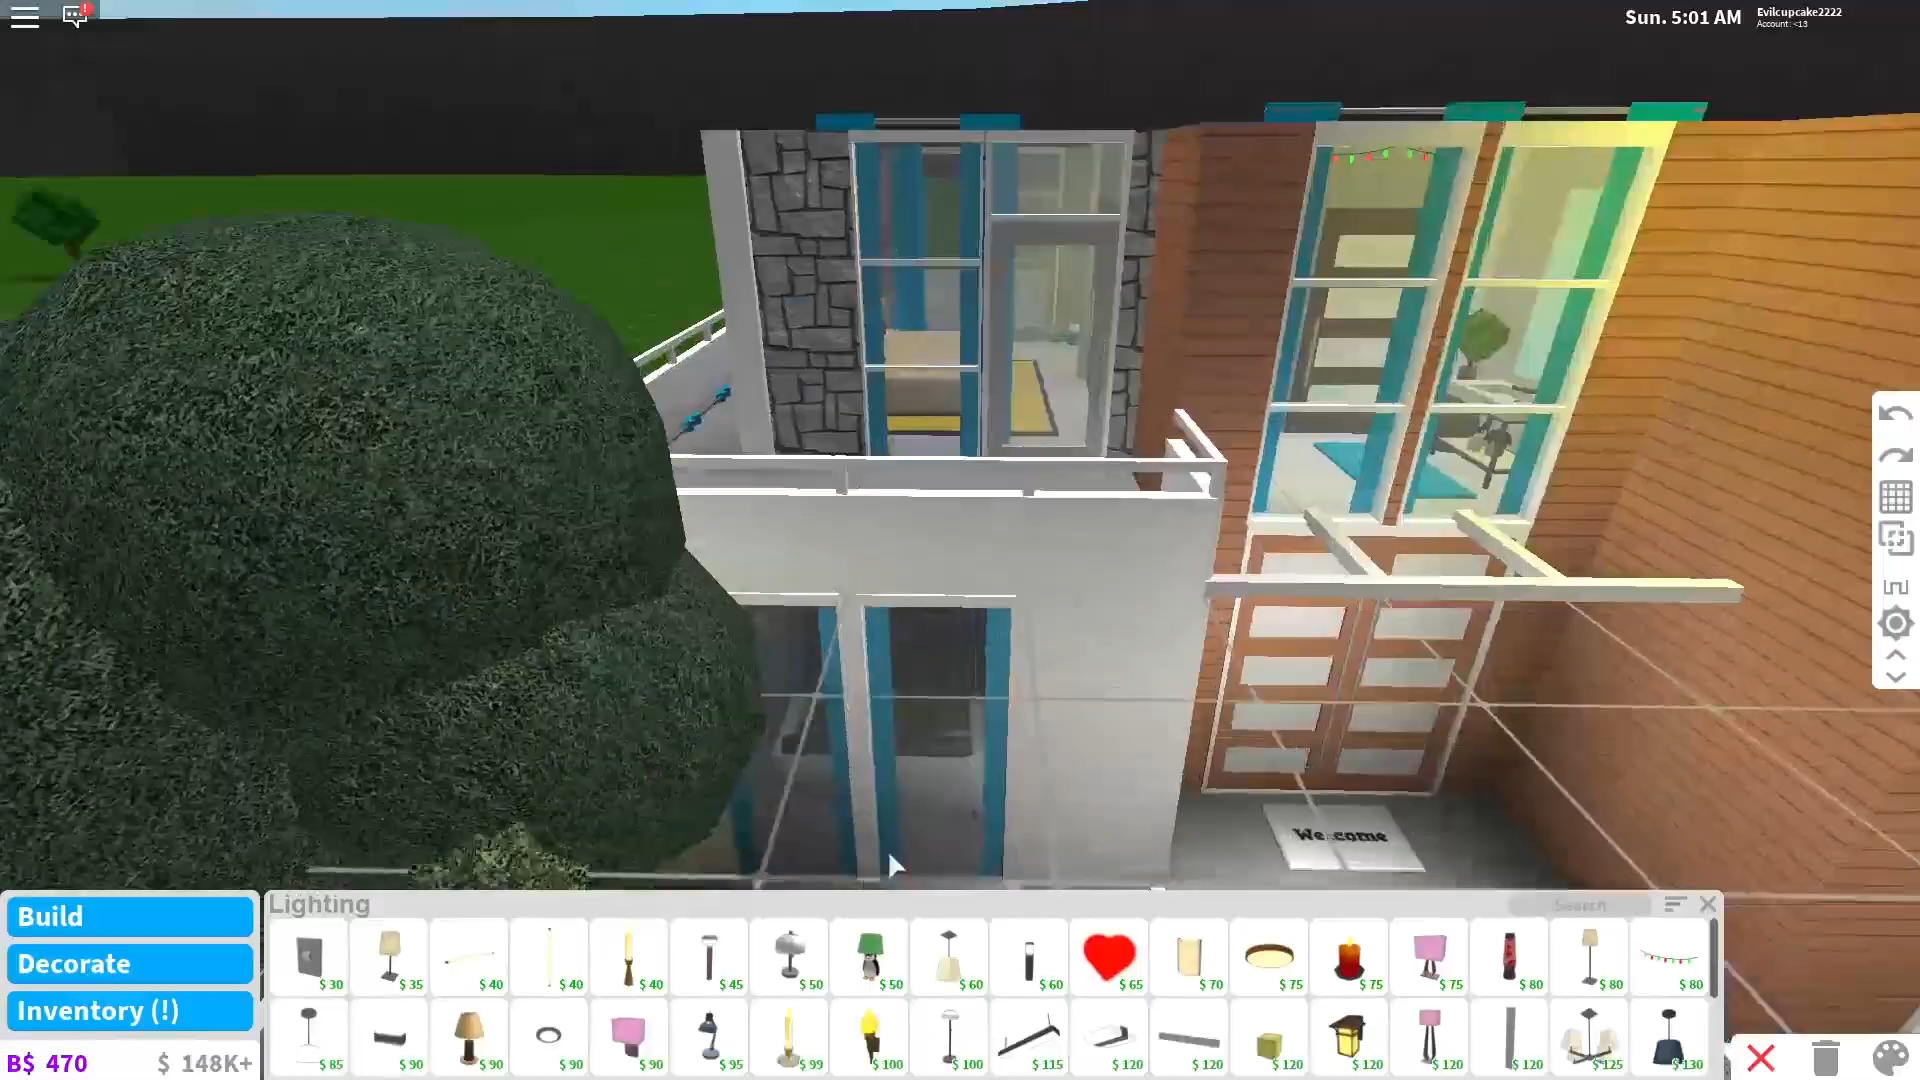 Sun. 5:01 AM
Evilcupcake2222
Account: <13
Welcome
Build
Decorate
Inventory (!)
B$ 470
$ 148K+
Lighting
Search
$ 30 $ 35 $ 40 $ 40 $ 40 $ 45 $ 50 $ 50 $ 60 $ 60 $ 65 $ 70 $ 75 $ 75 $ 75 $ 80 $ 80 $ 80
$ 85 $ 90 $ 90 $ 90 $ 90 $ 95 $ 99 $ 100 $ 100 $ 115 $ 120 $ 120 $ 120 $ 120 $ 120 $ 120 $ 125 $ 130